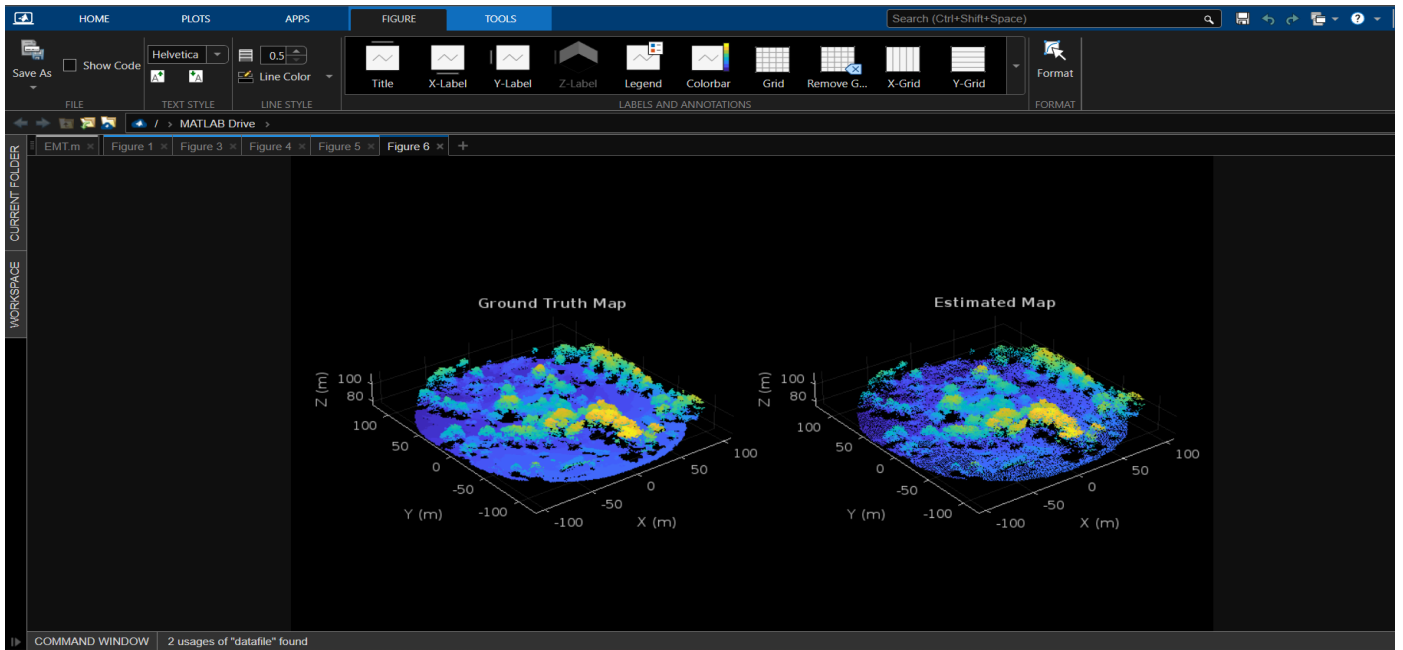 HOME PLOTS APPS FIGURE TOOLS Search (Ctrl+Shift+Space)
Save As Show Code Helvetica 0.5 Line Color Title X-Label Y-Label Z-Label Legend Colorbar Grid Remove G... X-Grid Y-Grid Format
FILE TEXT STYLE LINE STYLE LABELS AND ANNOTATIONS FORMAT
/ › MATLAB Drive ›
EMT.m × Figure 1 × Figure 3 × Figure 4 × Figure 5 × Figure 6 × +
CURRENT FOLDER
WORKSPACE
Ground Truth Map
Z (m)
100
80
100
50
0
-50
-100
Y (m)
-100
-50
0
50
100
X (m)
Estimated Map
Z (m)
100
80
100
50
0
-50
-100
Y (m)
-100
-50
0
50
100
X (m)
COMMAND WINDOW 2 usages of "datafile" found